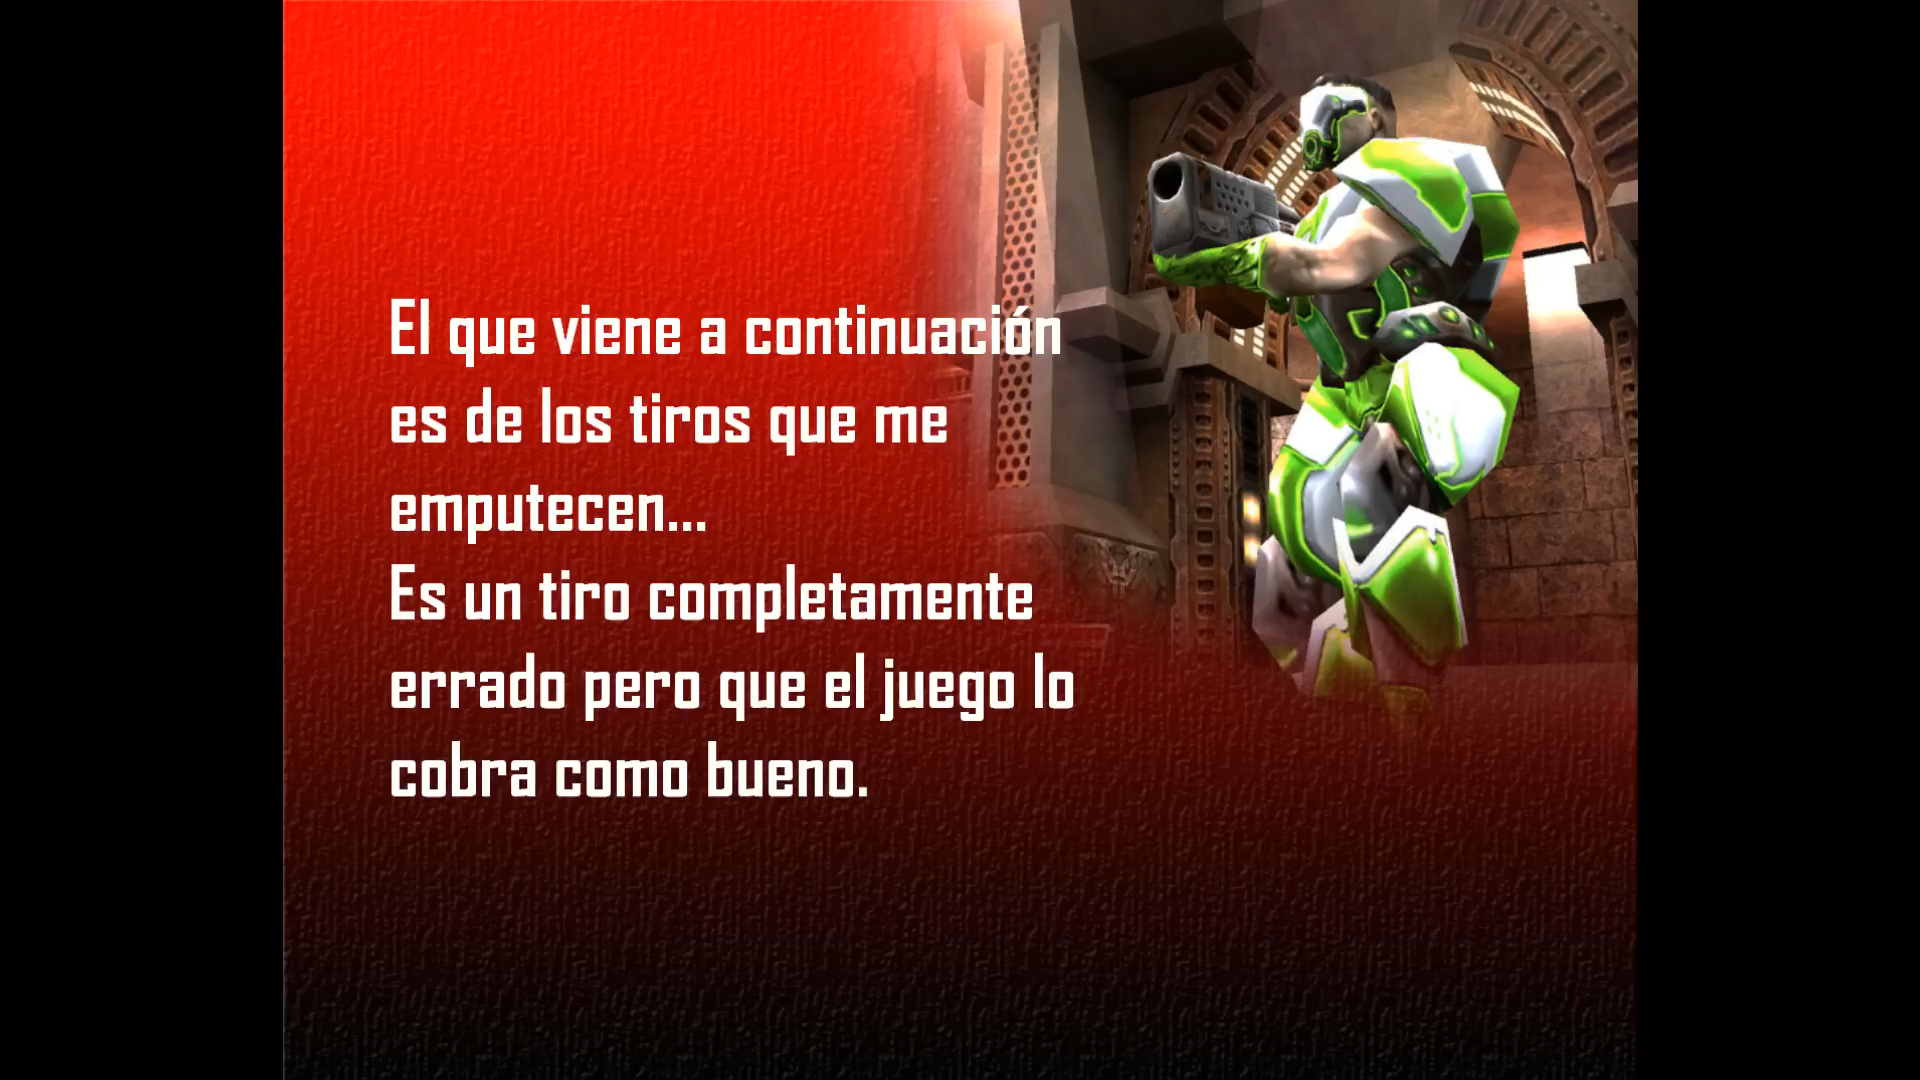 El que viene a continuación
es de los tiros que me
emputecen...
Es un tiro completamente
errado pero que el juego lo
cobra como bueno.